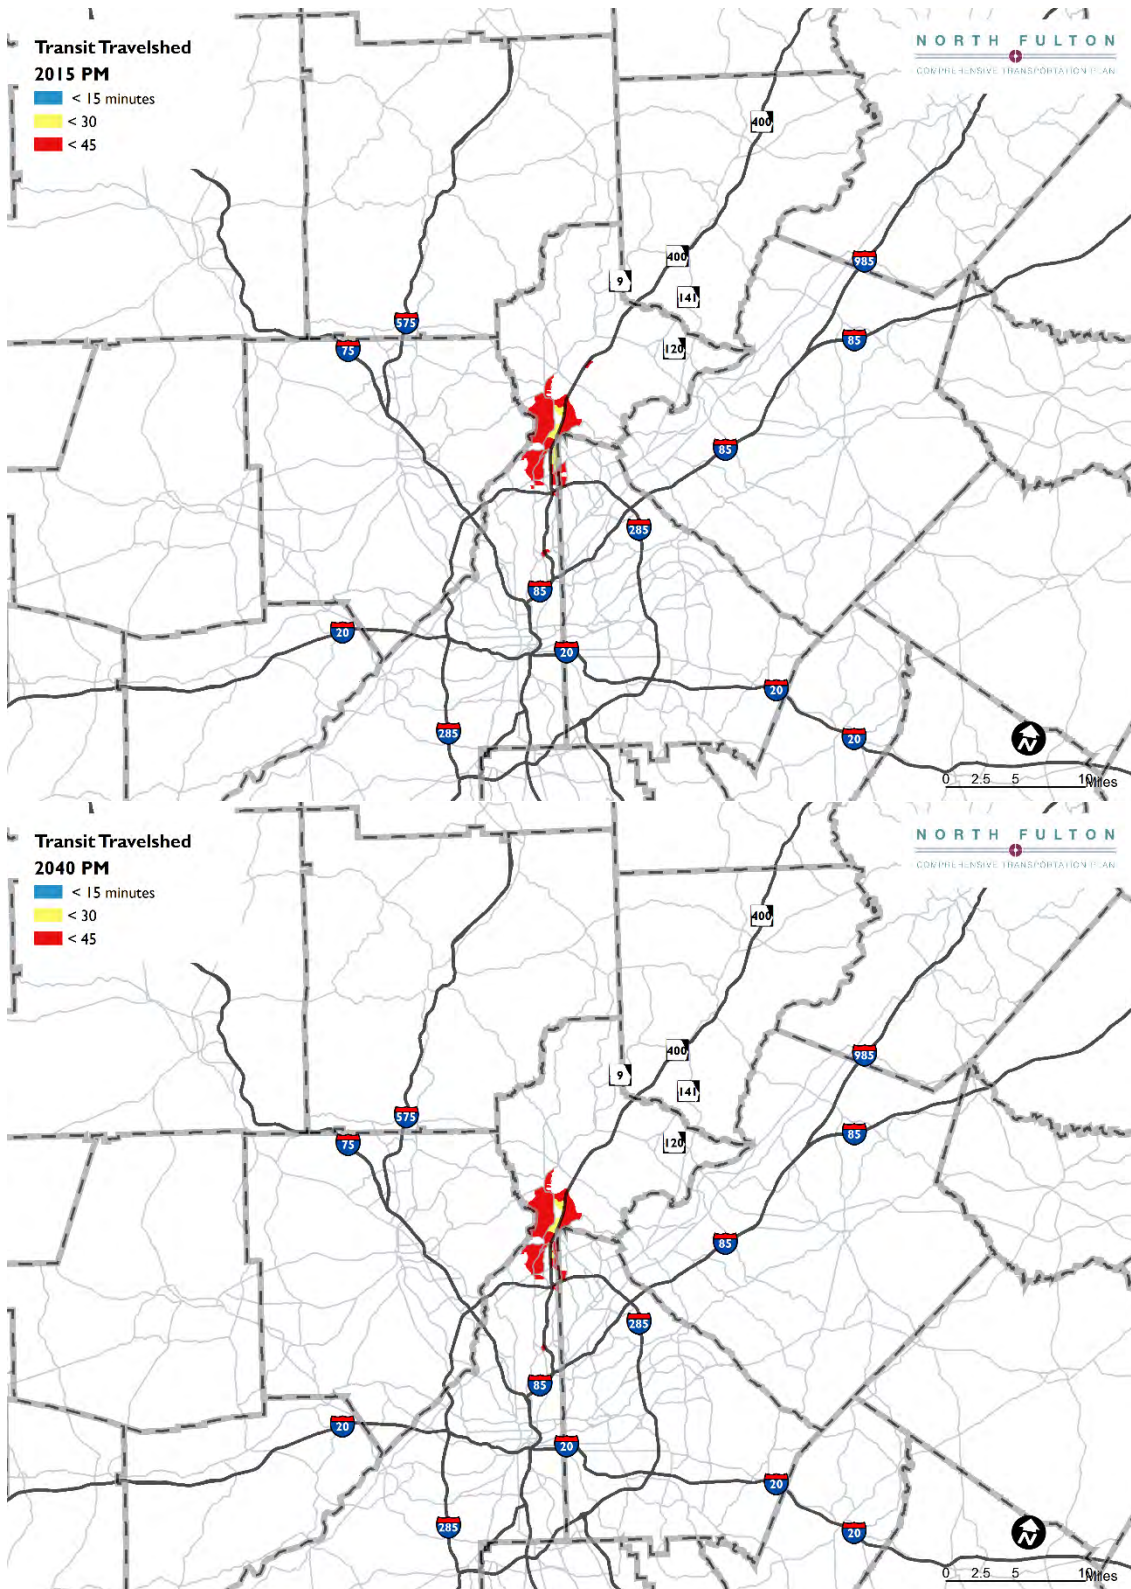 Transit Travelshed
2015 PM
< 15 minutes
< 30
< 45
NORTH FULTON
COMPREHENSIVE TRANSPORTATION PLAN
400
985
400
9
141
575
75
120
85
85
285
85
20
20
20
285
20
N
0 2.5 5 10 Miles
Transit Travelshed
2040 PM
< 15 minutes
< 30
< 45
NORTH FULTON
COMPREHENSIVE TRANSPORTATION PLAN
400
400
985
9
141
575
75
120
85
85
285
85
20
20
20
285
20
N
0 2.5 5 10 Miles